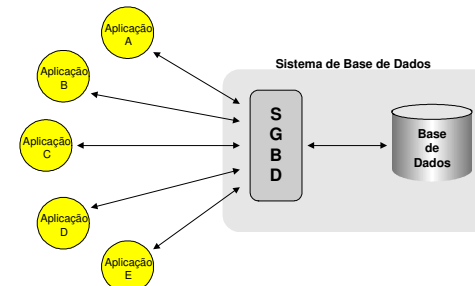 Aplicação
A
Aplicação
B
Aplicação
C
Aplicação
D
Aplicação
E
Sistema de Base de Dados
S
G
B
D
Base
de
Dados